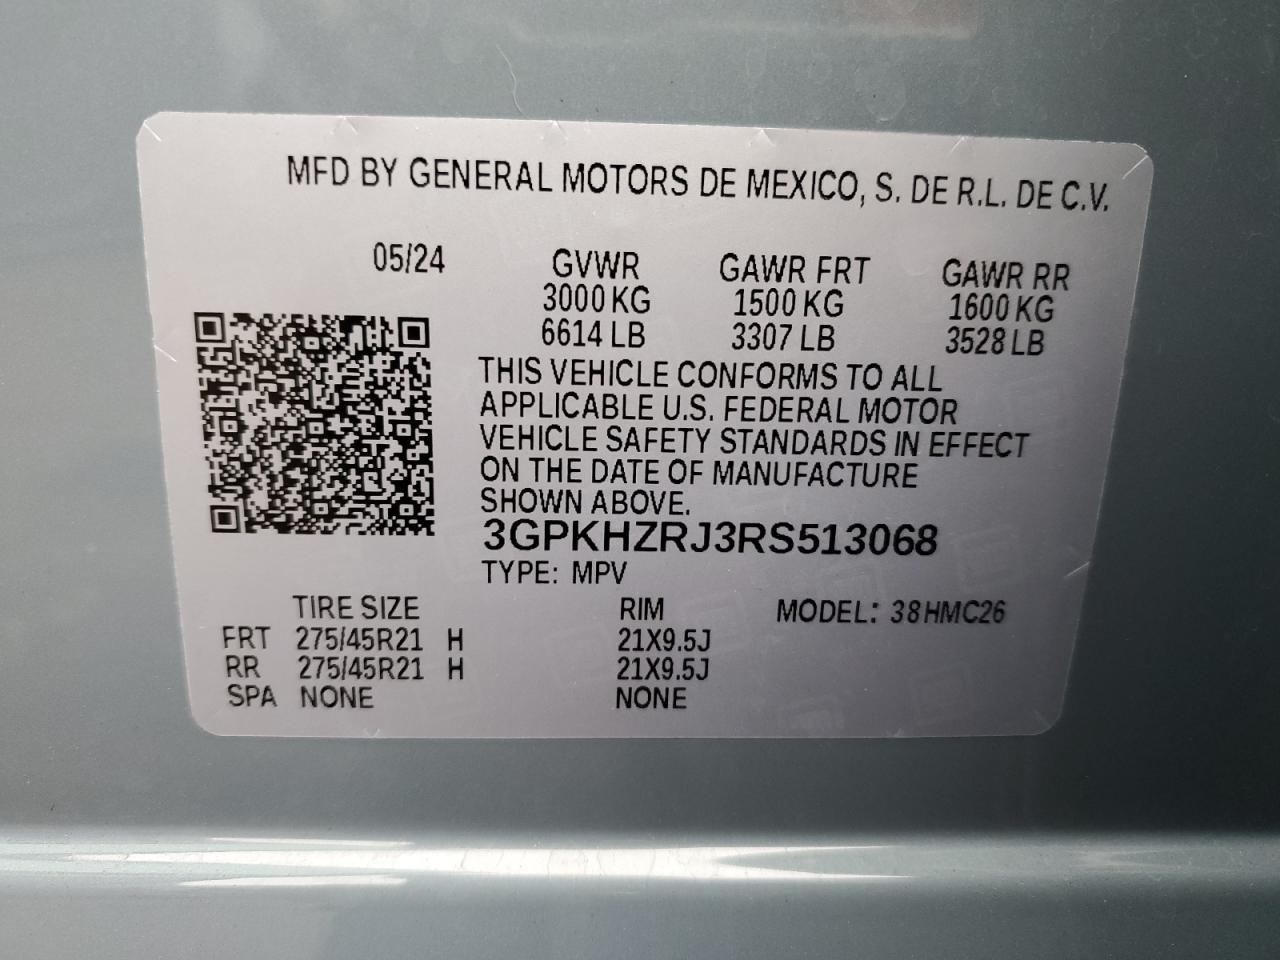 MFD BY GENERAL MOTORS DE MEXICO, S. DE R.L. DE C.V.
05/24 GVWR GAWR FRT GAWR RR
3000 KG 1500 KG 1600 KG
6614 LB 3307 LB 3528 LB
THIS VEHICLE CONFORMS TO ALL
APPLICABLE U.S. FEDERAL MOTOR
VEHICLE SAFETY STANDARDS IN EFFECT
ON THE DATE OF MANUFACTURE
SHOWN ABOVE.
3GPKHZRJ3RS513068
TYPE: MPV
TIRE SIZE RIM MODEL: 38HMC26
FRT 275/45R21 H 21X9.5J
RR 275/45R21 H 21X9.5J
SPA NONE NONE